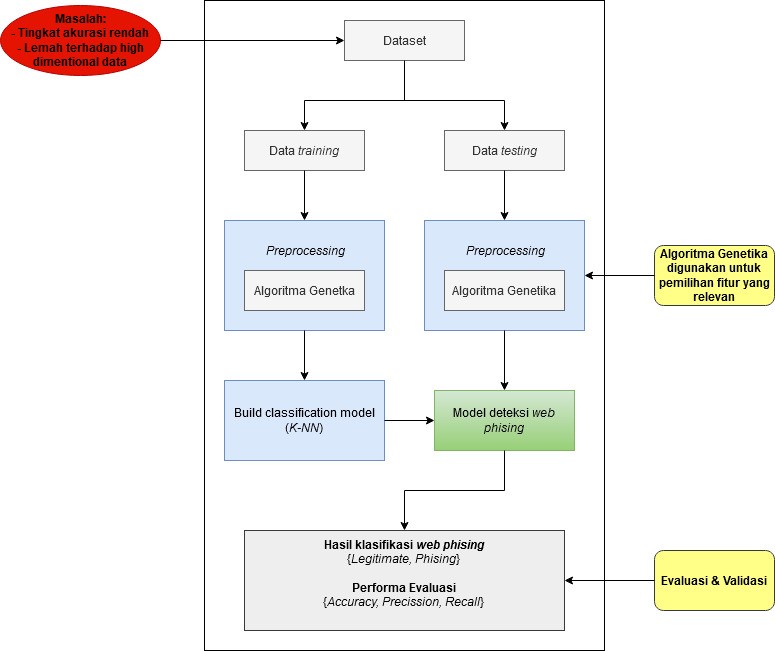 Masalah:
- Tingkat akurasi rendah
- Lemah terhadap high
dimentional data
Dataset
Data training
Data testing
Preprocessing
Algoritma Genetka
Preprocessing
Algoritma Genetika
Algoritma Genetika
digunakan untuk
pemilihan fitur yang
relevan
Build classification model
(K-NN)
Model deteksi web
phising
Hasil klasifikasi web phising
{Legitimate, Phising}
Performa Evaluasi
{Accuracy, Precission, Recall}
Evaluasi & Validasi